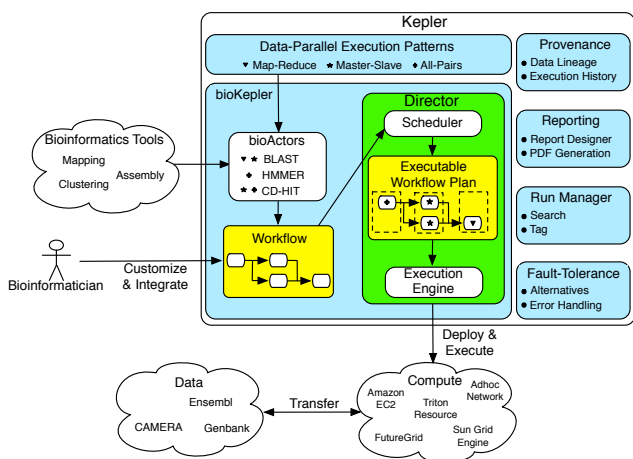 Kepler
Data-Parallel Execution Patterns
Map-Reduce Master-Slave All-Pairs
Provenance
Data Lineage
Execution History
bioKepler
Director
Scheduler
bioActors
BLAST
HMMER
CD-HIT
Bioinformatics Tools
Mapping
Assembly
Clustering
Executable
Workflow Plan
Reporting
Report Designer
PDF Generation
Run Manager
Search
Tag
Workflow
Bioinformatician
Customize
& Integrate
Execution
Engine
Fault-Tolerance
Alternatives
Error Handling
Deploy &
Execute
Data
Ensembl
CAMERA
Genbank
Transfer
Compute
Amazon
EC2
Adhoc
Network
Triton
Resource
FutureGrid
Sun Grid
Engine